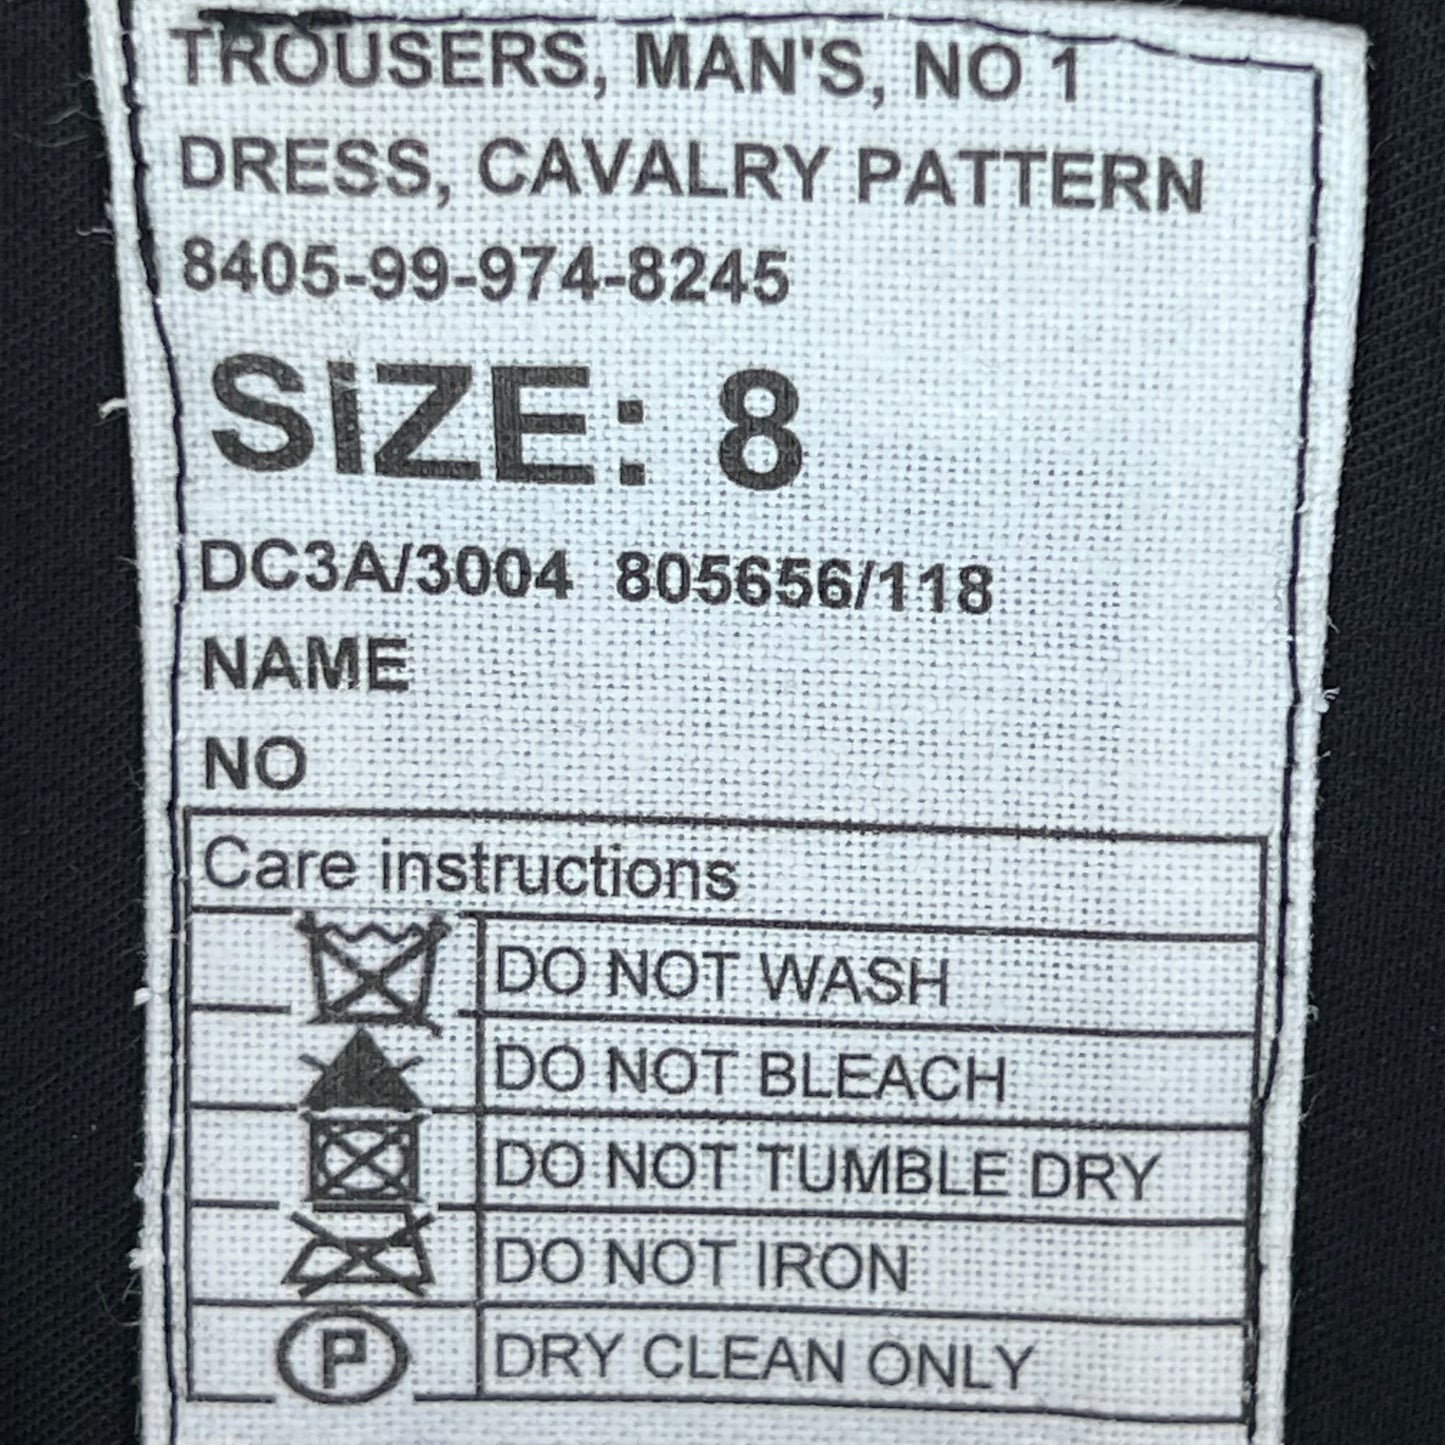 TROUSERS, MAN'S, NO 1
DRESS, CAVALRY PATTERN
8405-99-974-8245
SIZE: 8
DC3A/3004 805656/118
NAME
NO
Care instructions
DO NOT WASH
DO NOT BLEACH
DO NOT TUMBLE DRY
DO NOT IRON
P DRY CLEAN ONLY